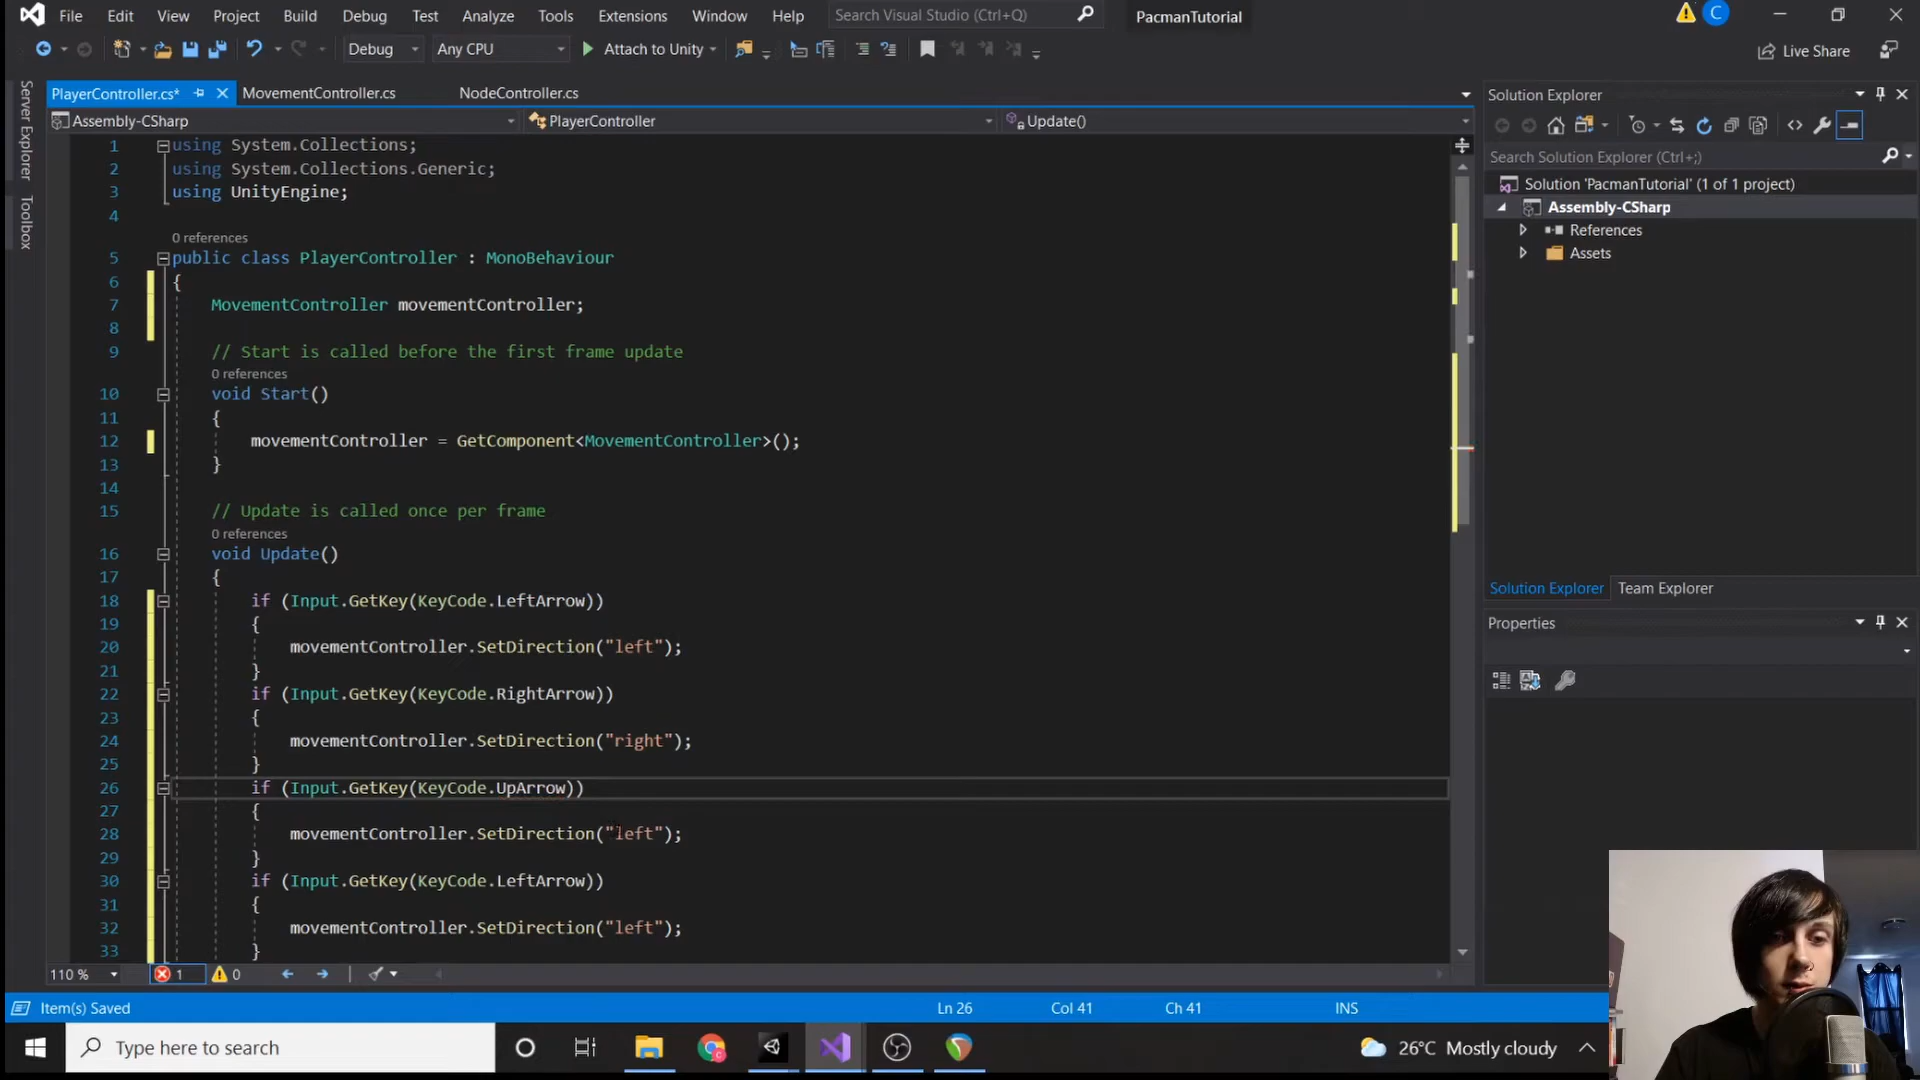 File Edit View Project Build Debug Test Analyze Tools Extensions Window Help Search Visual Studio (Ctrl+Q) PacmanTutorial C
Debug Any CPU Attach to Unity Live Share
Server Explorer
Toolbox
PlayerController.cs* MovementController.cs NodeController.cs
Assembly-CSharp PlayerController Update()
1 using System.Collections;
2 using System.Collections.Generic;
3 using UnityEngine;
4
0 references
5 public class PlayerController : MonoBehaviour
6 {
7 MovementController movementController;
8
9 // Start is called before the first frame update
0 references
10 void Start()
11 {
12 movementController = GetComponent<MovementController>();
13 }
14
15 // Update is called once per frame
0 references
16 void Update()
17 {
18 if (Input.GetKey(KeyCode.LeftArrow))
19 {
20 movementController.SetDirection("left");
21 }
22 if (Input.GetKey(KeyCode.RightArrow))
23 {
24 movementController.SetDirection("right");
25 }
26 if (Input.GetKey(KeyCode.UpArrow))
27 {
28 movementController.SetDirection("left");
29 }
30 if (Input.GetKey(KeyCode.LeftArrow))
31 {
32 movementController.SetDirection("left");
33 }
110 % 1 0
Solution Explorer
Search Solution Explorer (Ctrl+;)
Solution 'PacmanTutorial' (1 of 1 project)
Assembly-CSharp
References
Assets
Solution Explorer Team Explorer
Properties
Item(s) Saved Ln 26 Col 41 Ch 41 INS
Type here to search 26°C Mostly cloudy